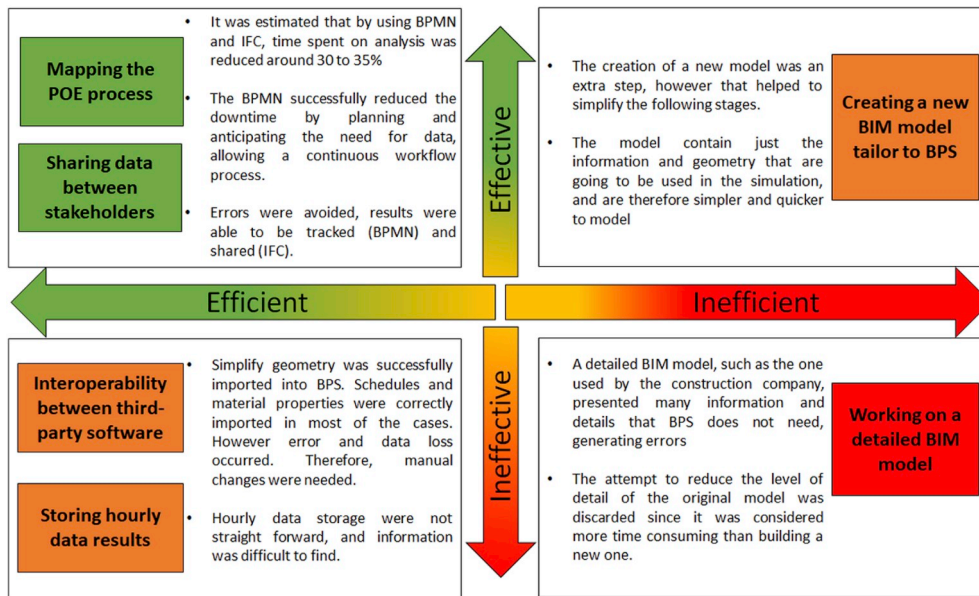 Mapping the
POE process
Sharing data
between
stakeholders
• It was estimated that by using BPMN
and IFC, time spent on analysis was
reduced around 30 to 35%
• The BPMN successfully reduced the
downtime by planning and
anticipating the need for data,
allowing a continuous workflow
process.
• Errors were avoided, results were
able to be tracked (BPMN) and
shared (IFC).
Effective
• The creation of a new model was an
extra step, however that helped to
simplify the following stages.
• The model contain just the
information and geometry that are
going to be used in the simulation,
and are therefore simpler and quicker
to model
Creating a new
BIM model
tailor to BPS
Efficient
Inefficient
Interoperability
between third-
party software
Storing hourly
data results
• Simplify geometry was successfully
imported into BPS. Schedules and
material properties were correctly
imported in most of the cases.
However error and data loss
occurred. Therefore, manual
changes were needed.
• Hourly data storage were not
straight forward, and information
was difficult to find.
Ineffective
• A detailed BIM model, such as the one
used by the construction company,
presented many information and
details that BPS does not need,
generating errors
• The attempt to reduce the level of
detail of the original model was
discarded since it was considered
more time consuming than building a
new one.
Working on a
detailed BIM
model